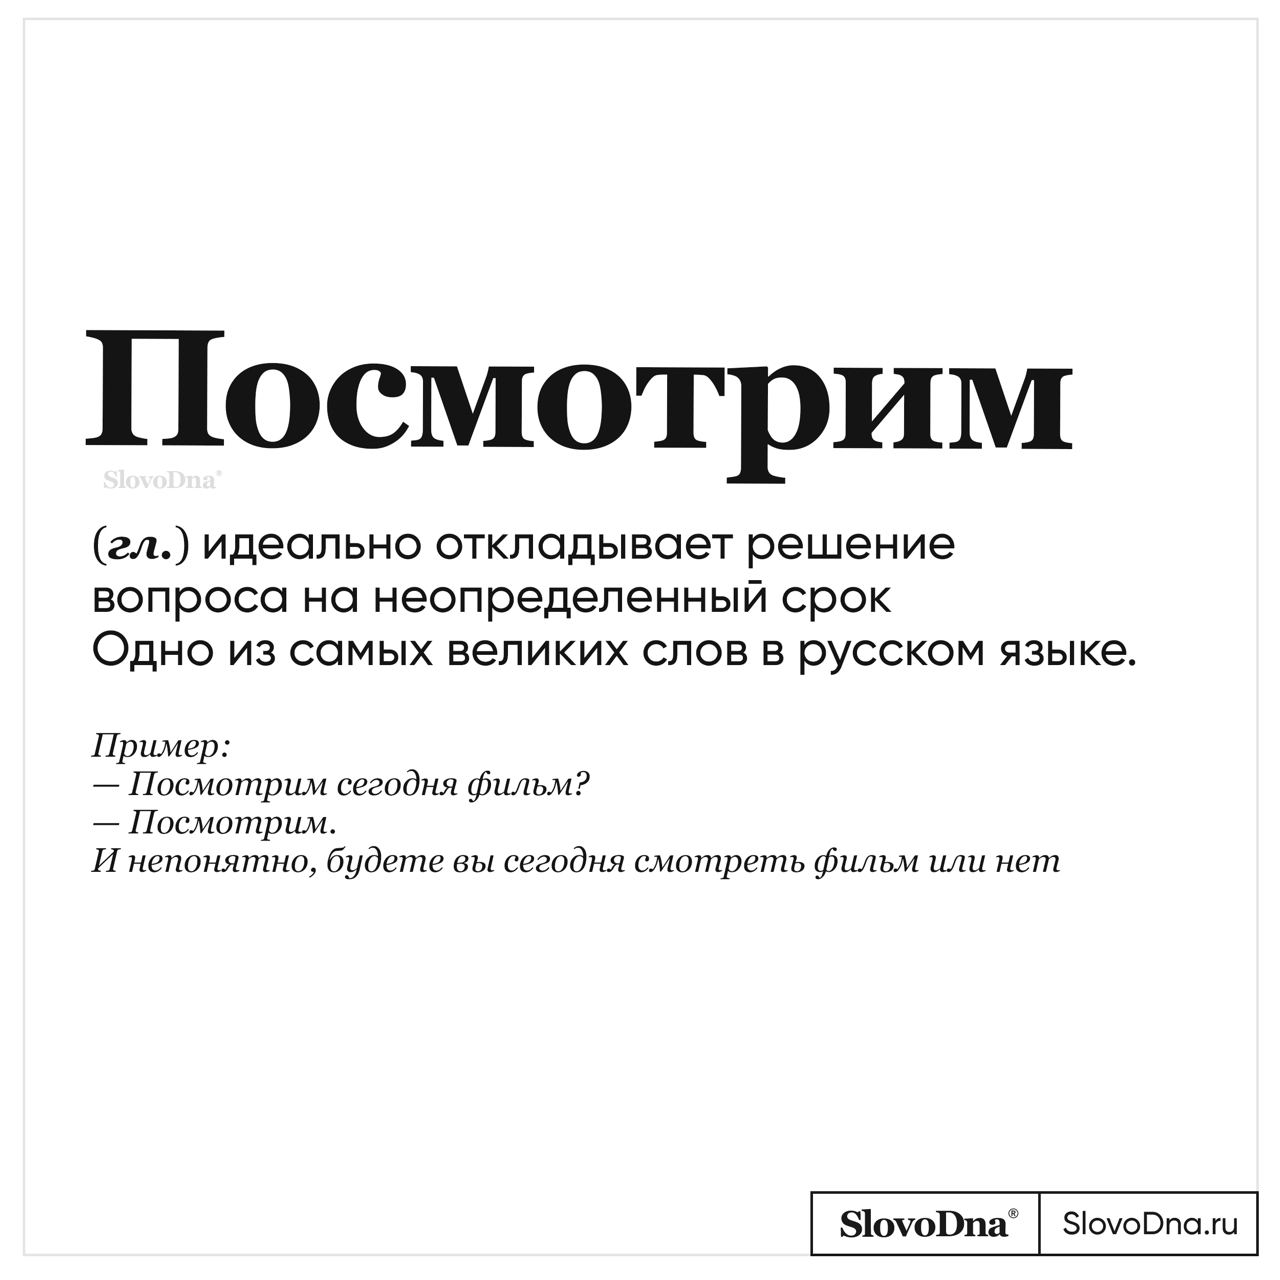 Посмотрим
SlovoDna®
(гл.) идеально откладывает решение
вопроса на неопределенный срок
Одно из самых великих слов в русском языке.
Пример:
— Посмотрим сегодня фильм?
— Посмотрим.
И непонятно, будете вы сегодня смотреть фильм или нет
SlovoDna® SlovoDna.ru